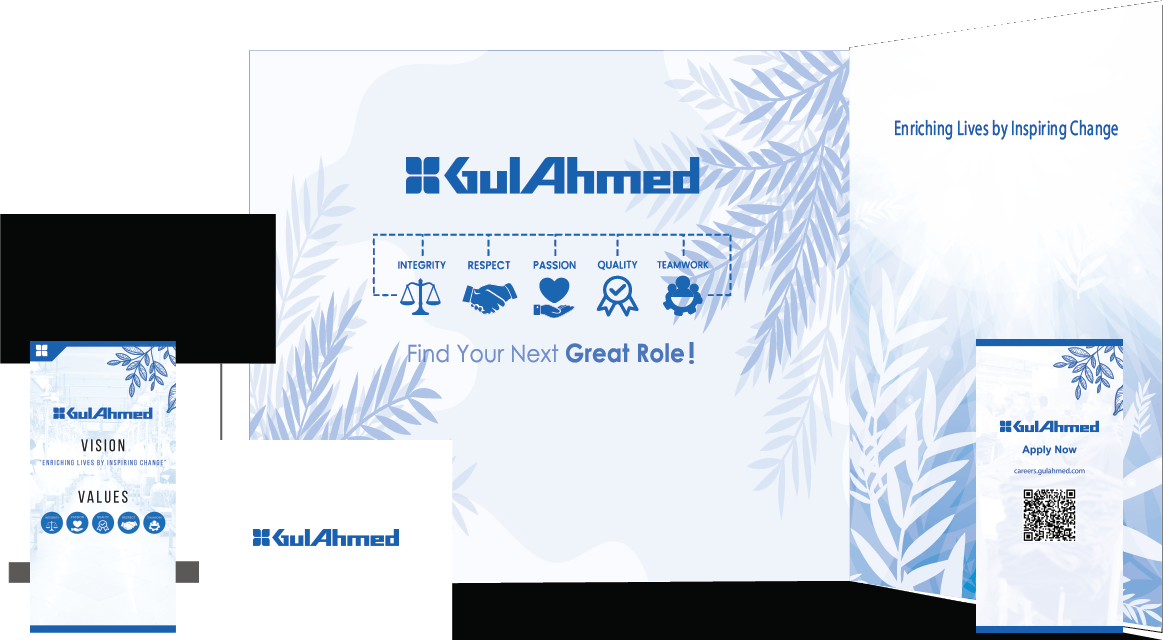 GulAhmed
INTEGRITY RESPECT PASSION QUALITY TEAMWORK
Find Your Next Great Role!
Enriching Lives by Inspiring Change
GulAhmed
VISION
"ENRICHING LIVES BY INSPIRING CHANGE"
VALUES
GulAhmed
GulAhmed
Apply Now
careers.gulahmed.com